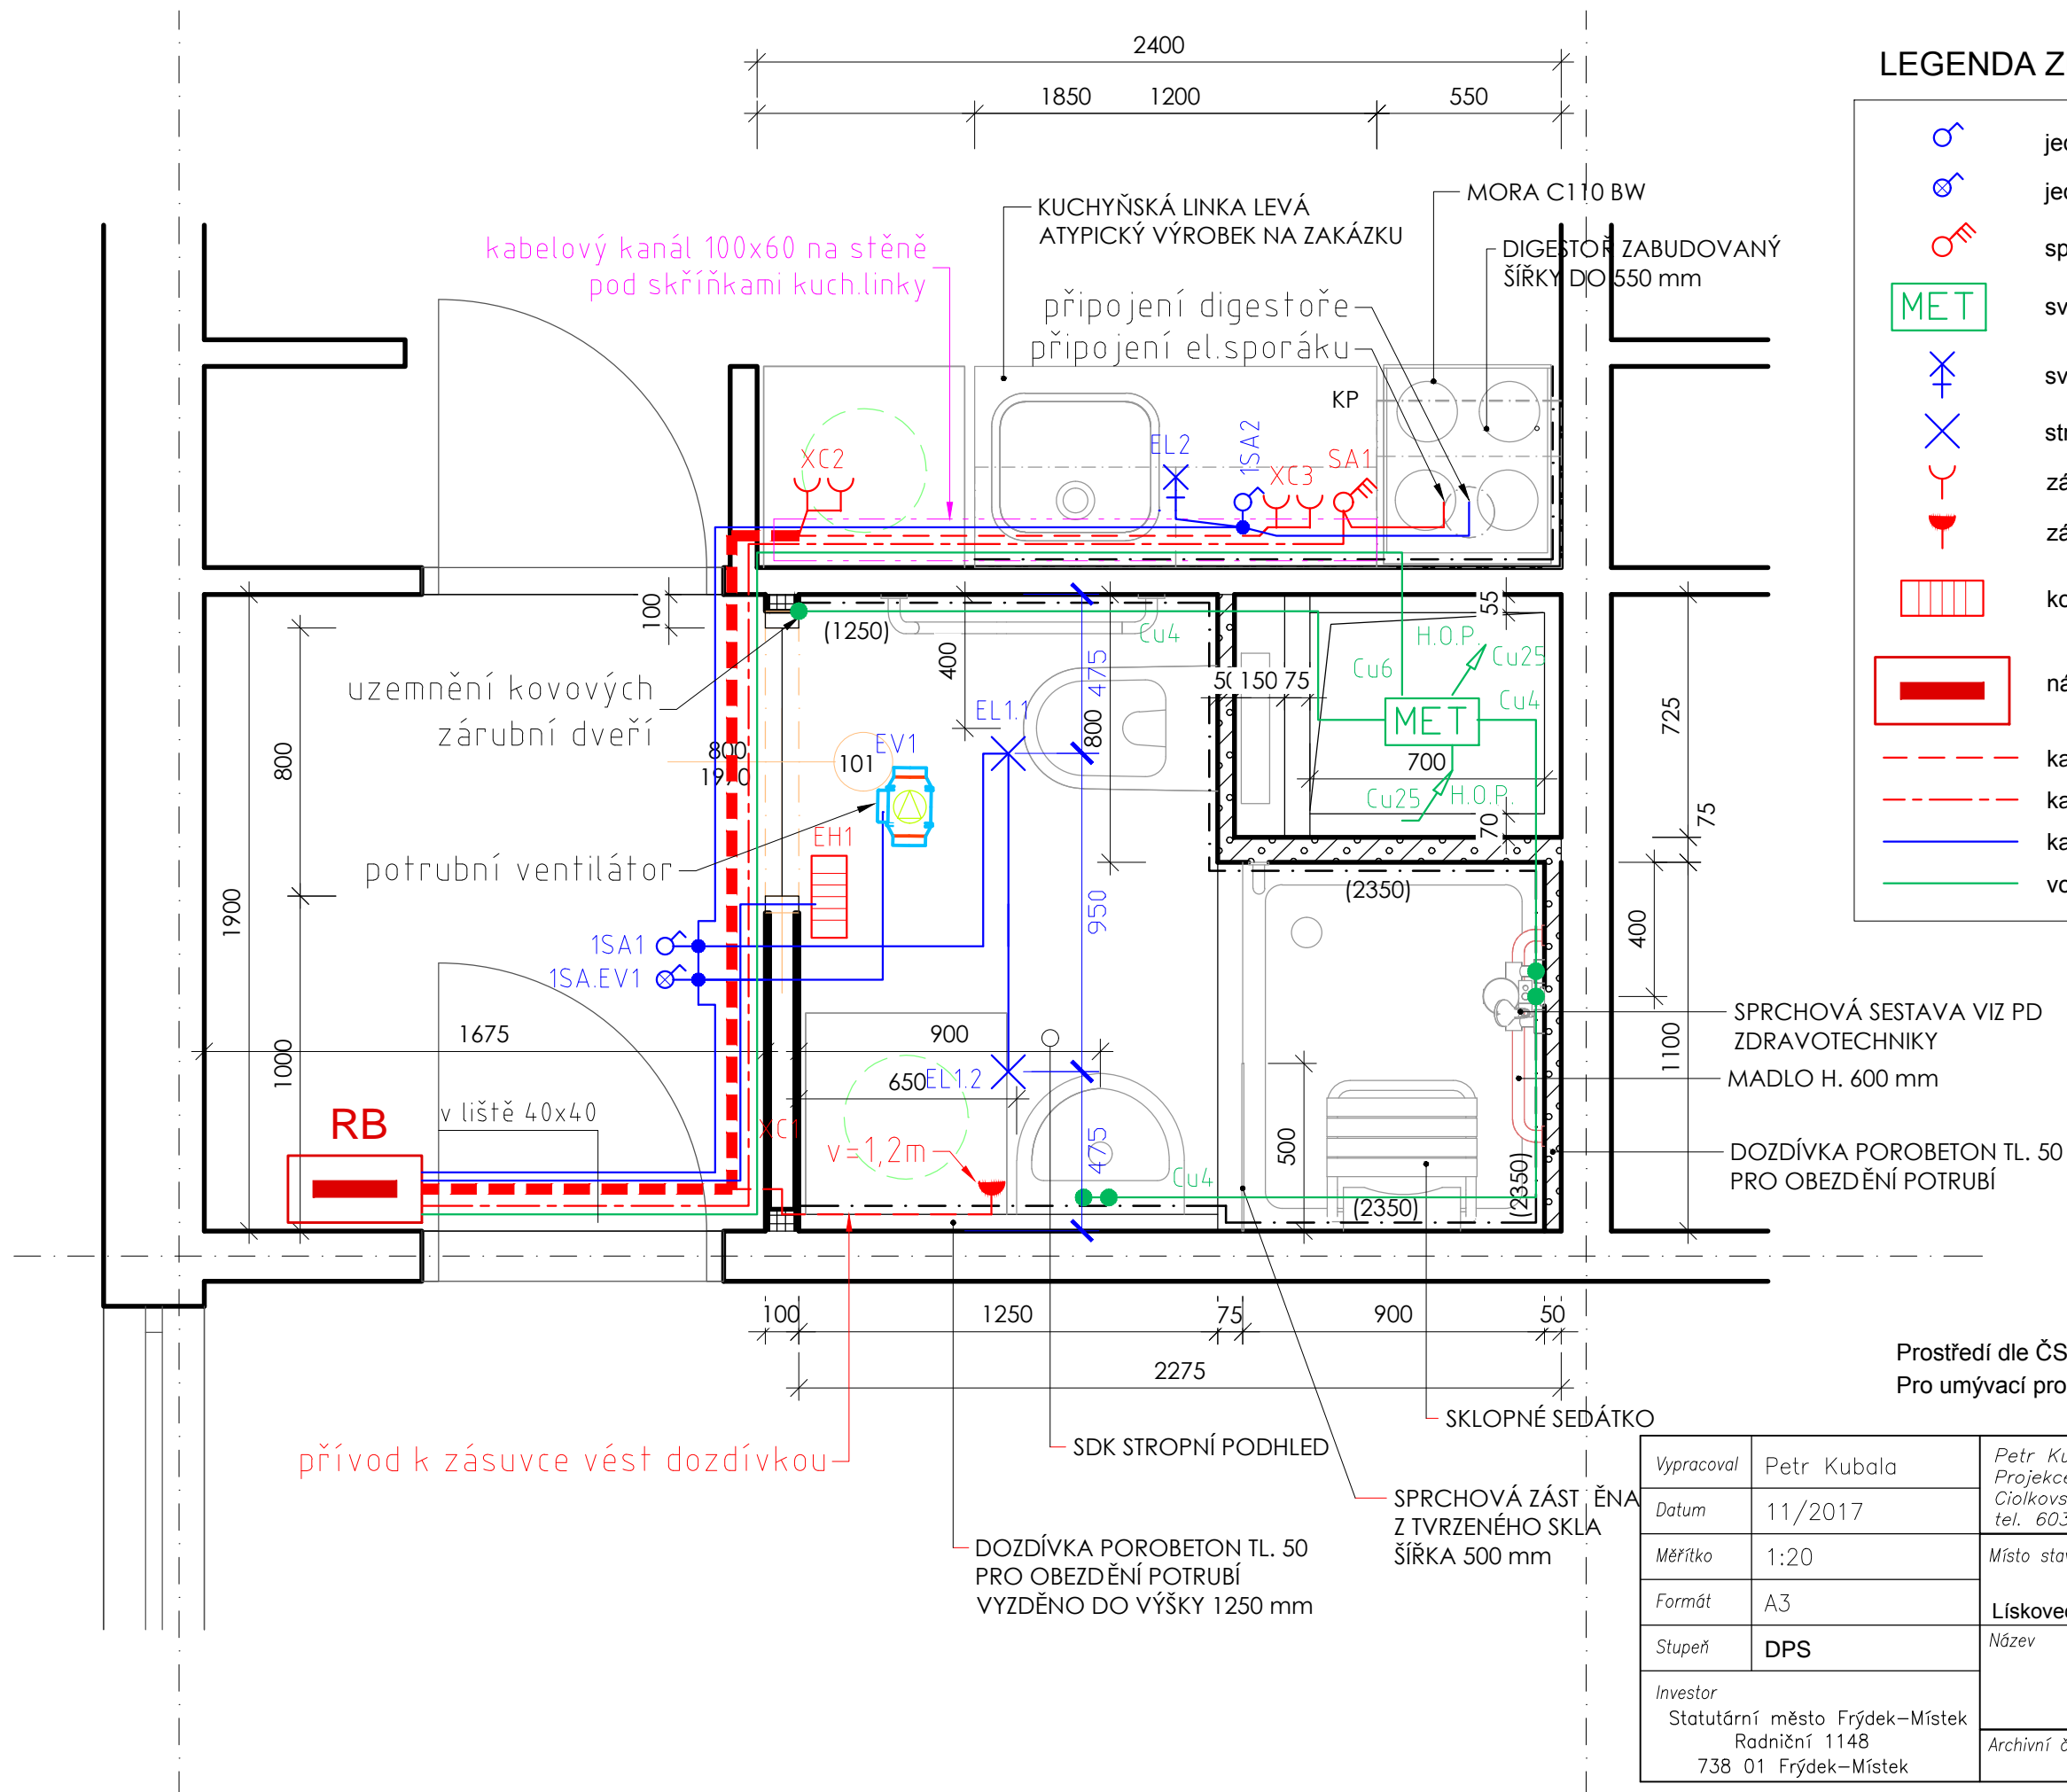 2400
1850
1200
550
LEGENDA Z
KUCHYŇSKÁ LINKA LEVÁ
ATYPICKÝ VÝROBEK NA ZAKÁZKU
MORA C110 BW
DIGESTOŘ ZABUDOVANÝ
ŠÍŘKY DO 550 mm
kabelový kanál 100x60 na stěně
pod skříňkami kuch.linky
připojení digestoře
připojení el.sporáku
KP
MET
XC2
EL2
1SA2
XC3
SA1
100
(1250)
400
Cu4
475
55
H.O.P.
Cu6
Cu25
Cu4
150
75
MET
700
Cu25
H.O.P.
70
725
75
uzemnění kovových
zárubní dveří
800
800
101
EV1
EL1.1
800
potrubní ventilátor
EH1
1900
950
(2350)
400
1SA1
1SA.EV1
1675
900
1000
650
EL1.2
1100
SPRCHOVÁ SESTAVA VIZ PD
ZDRAVOTECHNIKY
MADLO H. 600 mm
RB
v liště 40x40
XC1
v=1,2m
475
Cu4
500
(2350)
(2350)
DOZDÍVKA POROBETON TL. 50
PRO OBEZDĚNÍ POTRUBÍ
100
1250
75
900
50
2275
SKLOPNÉ SEDÁTKO
SDK STROPNÍ PODHLED
přívod k zásuvce vést dozdívkou
SPRCHOVÁ ZÁST ĚNA
Z TVRZENÉHO SKLA
ŠÍŘKA 500 mm
DOZDÍVKA POROBETON TL. 50
PRO OBEZDĚNÍ POTRUBÍ
VYZDĚNO DO VÝŠKY 1250 mm
Prostředí dle ČS
Pro umývací pro
Vypracoval Petr Kubala
Datum 11/2017
Měřítko 1:20
Formát A3
Stupeň DPS
Investor
Statutární město Frýdek-Místek
Radniční 1148
738 01 Frýdek-Místek
Petr
tel. 603
Místo
Název
Archivní